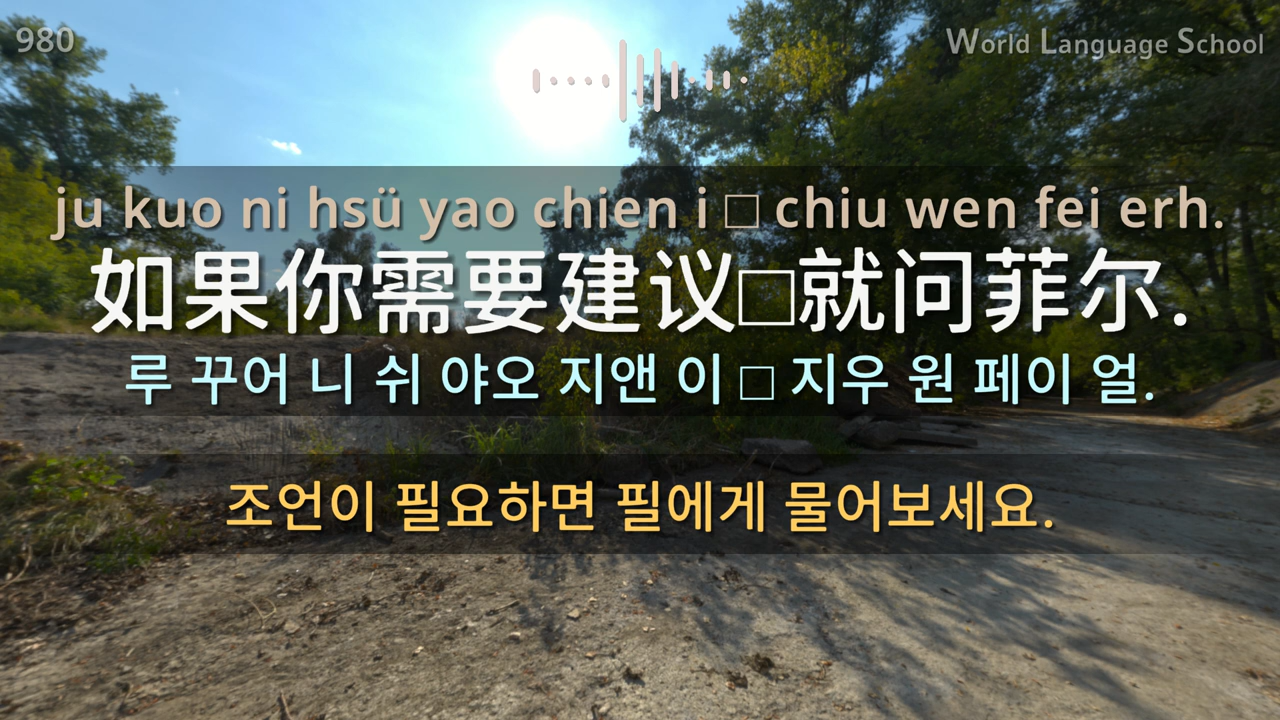 980
World Language School
ju kuo ni hsü yao chien i □ chiu wen fei erh.
如果你需要建议□就问菲尔.
루 꾸어 니 쉬 야오 지앤 이 □ 지우 원 페이 얼.
조언이 필요하면 필에게 물어보세요.